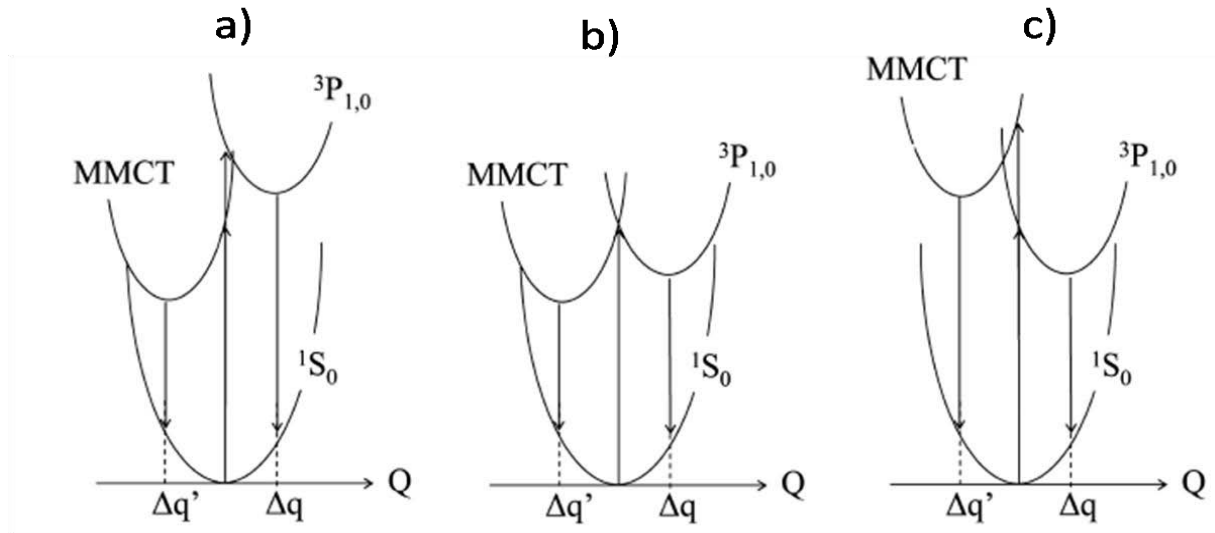 a)
MMCT
³P₁,₀
¹S₀
Δq’
Δq
Q
b)
MMCT
³P₁,₀
¹S₀
Δq’
Δq
Q
c)
MMCT
³P₁,₀
¹S₀
Δq’
Δq
Q